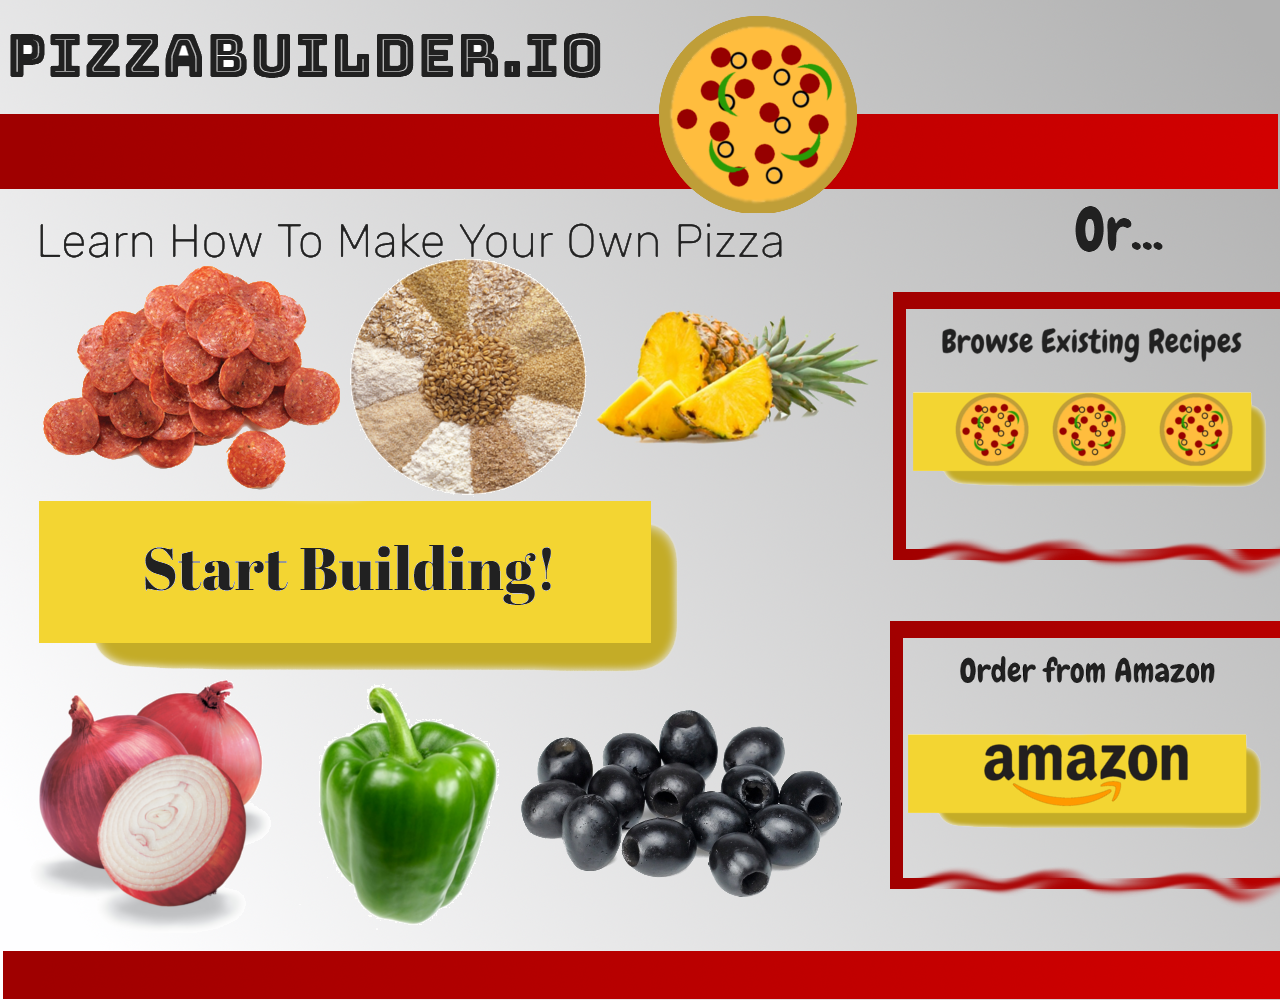 PIZZABUILDER.IO
Learn How To Make Your Own Pizza
Or...
Browse Existing Recipes
Start Building!
Order from Amazon
amazon